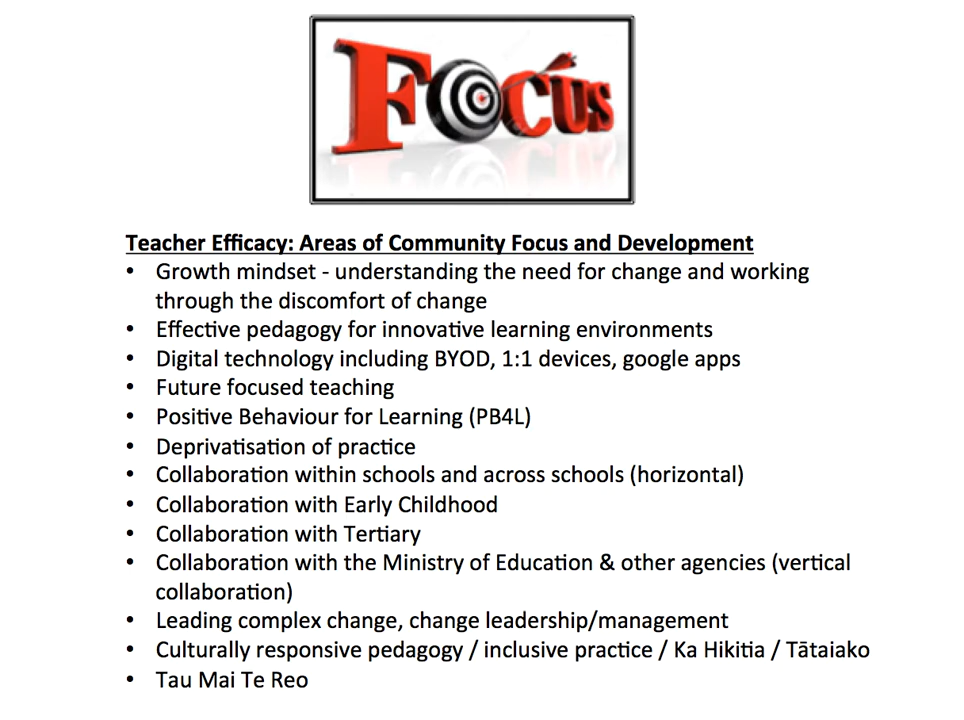 Focus
Teacher Efficacy: Areas of Community Focus and Development
• Growth mindset - understanding the need for change and working
through the discomfort of change
• Effective pedagogy for innovative learning environments
• Digital technology including BYOD, 1:1 devices, google apps
• Future focused teaching
• Positive Behaviour for Learning (PB4L)
• Deprivatisation of practice
• Collaboration within schools and across schools (horizontal)
• Collaboration with Early Childhood
• Collaboration with Tertiary
• Collaboration with the Ministry of Education & other agencies (vertical
collaboration)
• Leading complex change, change leadership/management
• Culturally responsive pedagogy / inclusive practice / Ka Hikitia / Tātaiako
• Tau Mai Te Reo